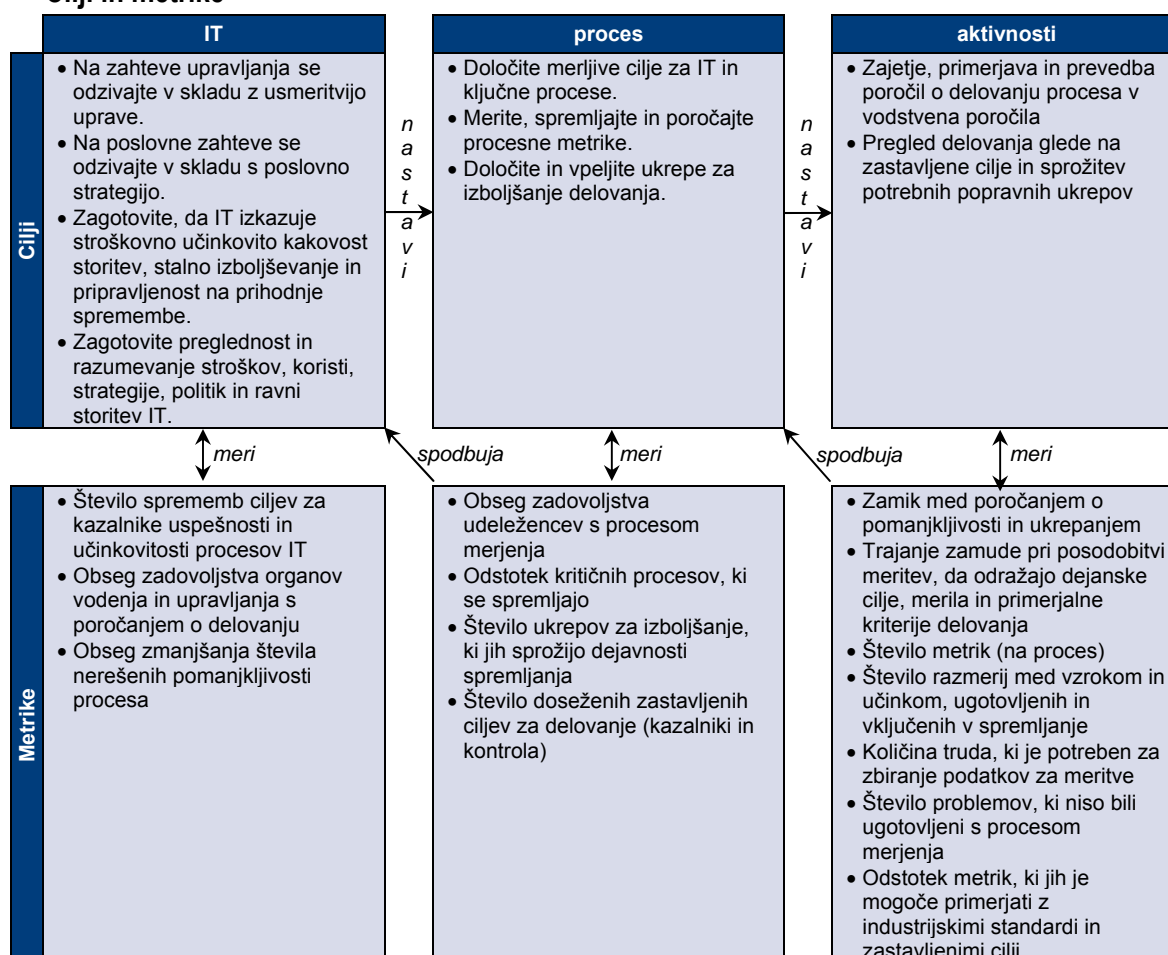 Cilji in metrike
IT
proces
aktivnosti
Cilji
• Na zahteve upravljanja se
odzivajte v skladu z usmeritvijo
uprave.
• Na poslovne zahteve se
odzivajte v skladu s poslovno
strategijo.
• Zagotovite, da IT izkazuje
stroškovno učinkovito kakovost
storitev, stalno izboljševanje in
pripravljenost na prihodnje
spremembe.
• Zagotovite preglednost in
razumevanje stroškov, koristi,
strategije, politik in ravni
storitev IT.
nastavi
• Določite merljive cilje za IT in
ključne procese.
• Merite, spremljajte in poročajte
procesne metrike.
• Določite in vpeljite ukrepe za
izboljšanje delovanja.
nastavi
• Zajetje, primerjava in prevedba
poročil o delovanju procesa v
vodstvena poročila
• Pregled delovanja glede na
zastavljene cilje in sprožitev
potrebnih popravnih ukrepov
meri
spodbuja
meri
spodbuja
meri
Metrike
• Število sprememb ciljev za
kazalnike uspešnosti in
učinkovitosti procesov IT
• Obseg zadovoljstva organov
vodenja in upravljanja s
poročanjem o delovanju
• Obseg zmanjšanja števila
nerešenih pomanjkljivosti
procesa
• Obseg zadovoljstva
udeležencev s procesom
merjenja
• Odstotek kritičnih procesov, ki
se spremljajo
• Število ukrepov za izboljšanje,
ki jih sprožijo dejavnosti
spremljanja
• Število doseženih zastavljenih
ciljev za delovanje (kazalniki in
kontrola)
• Zamik med poročanjem o
pomanjkljivosti in ukrepanjem
• Trajanje zamude pri posodobitvi
meritev, da odražajo dejanske
cilje, merila in primerjalne
kriterije delovanja
• Število metrik (na proces)
• Število razmerij med vzrokom in
učinkom, ugotovljenih in
vključenih v spremljanje
• Količina truda, ki je potreben za
zbiranje podatkov za meritve
• Število problemov, ki niso bili
ugotovljeni s procesom
merjenja
• Odstotek metrik, ki jih je
mogoče primerjati z
industrijskimi standardi in
zastavljenimi cilji